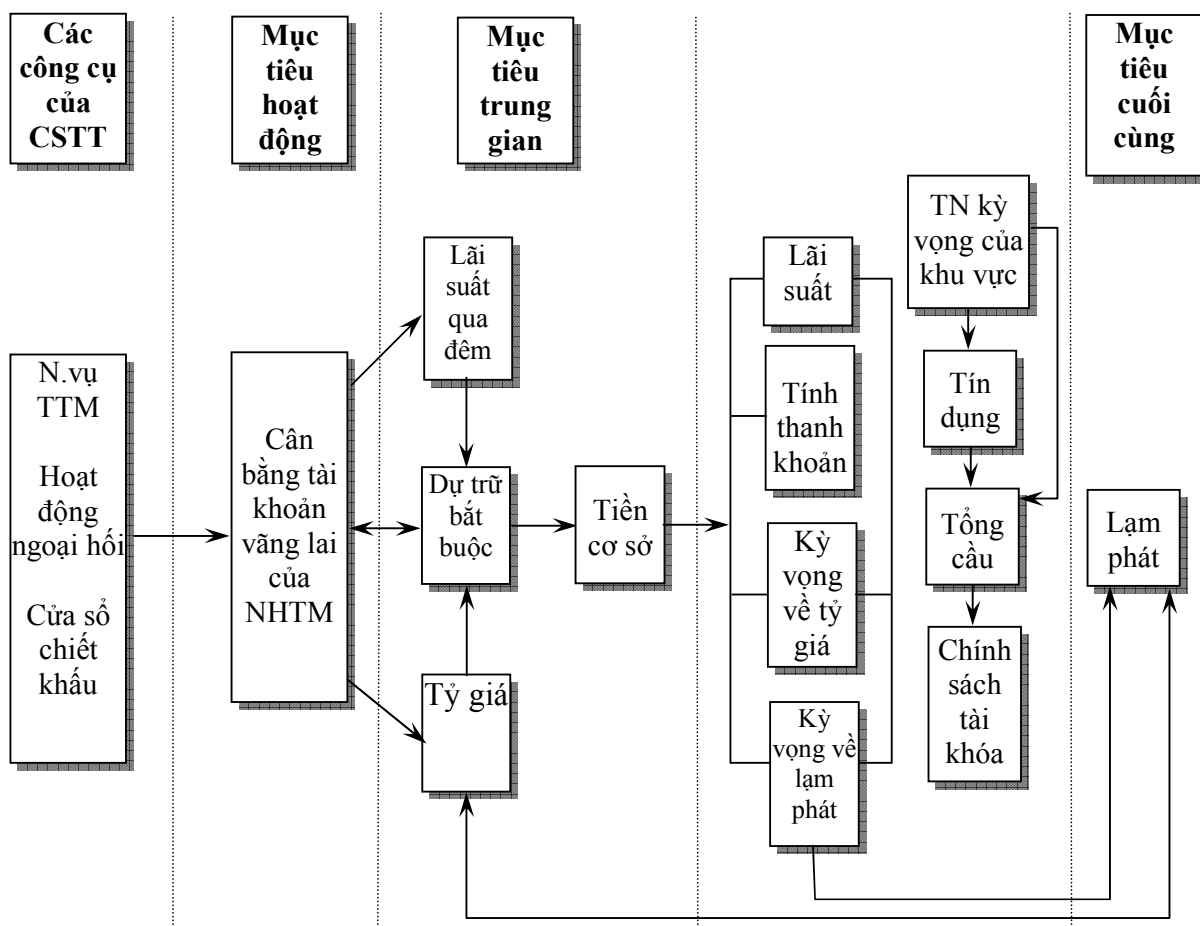 Các
công cụ
của
CSTT
Mục
tiêu
hoạt
động
Mục
tiêu
trung
gian
Mục
tiêu
cuối
cùng
N.vụ
TTM
Hoạt
động
ngoại hối
Cửa sổ
chiết
khấu
Cân
bằng tài
khoản
vãng lai
của
NHTM
Lãi
suất
qua
đêm
Dự trữ
bắt
buộc
Tỷ giá
Tiền
cơ sở
Lãi
suất
Tính
thanh
khoản
Kỳ
vọng
về tỷ
giá
Kỳ
vọng về
lạm
phát
TN kỳ
vọng của
khu vực
Tín
dụng
Tổng
cầu
Chính
sách
tài
khóa
Lạm
phát